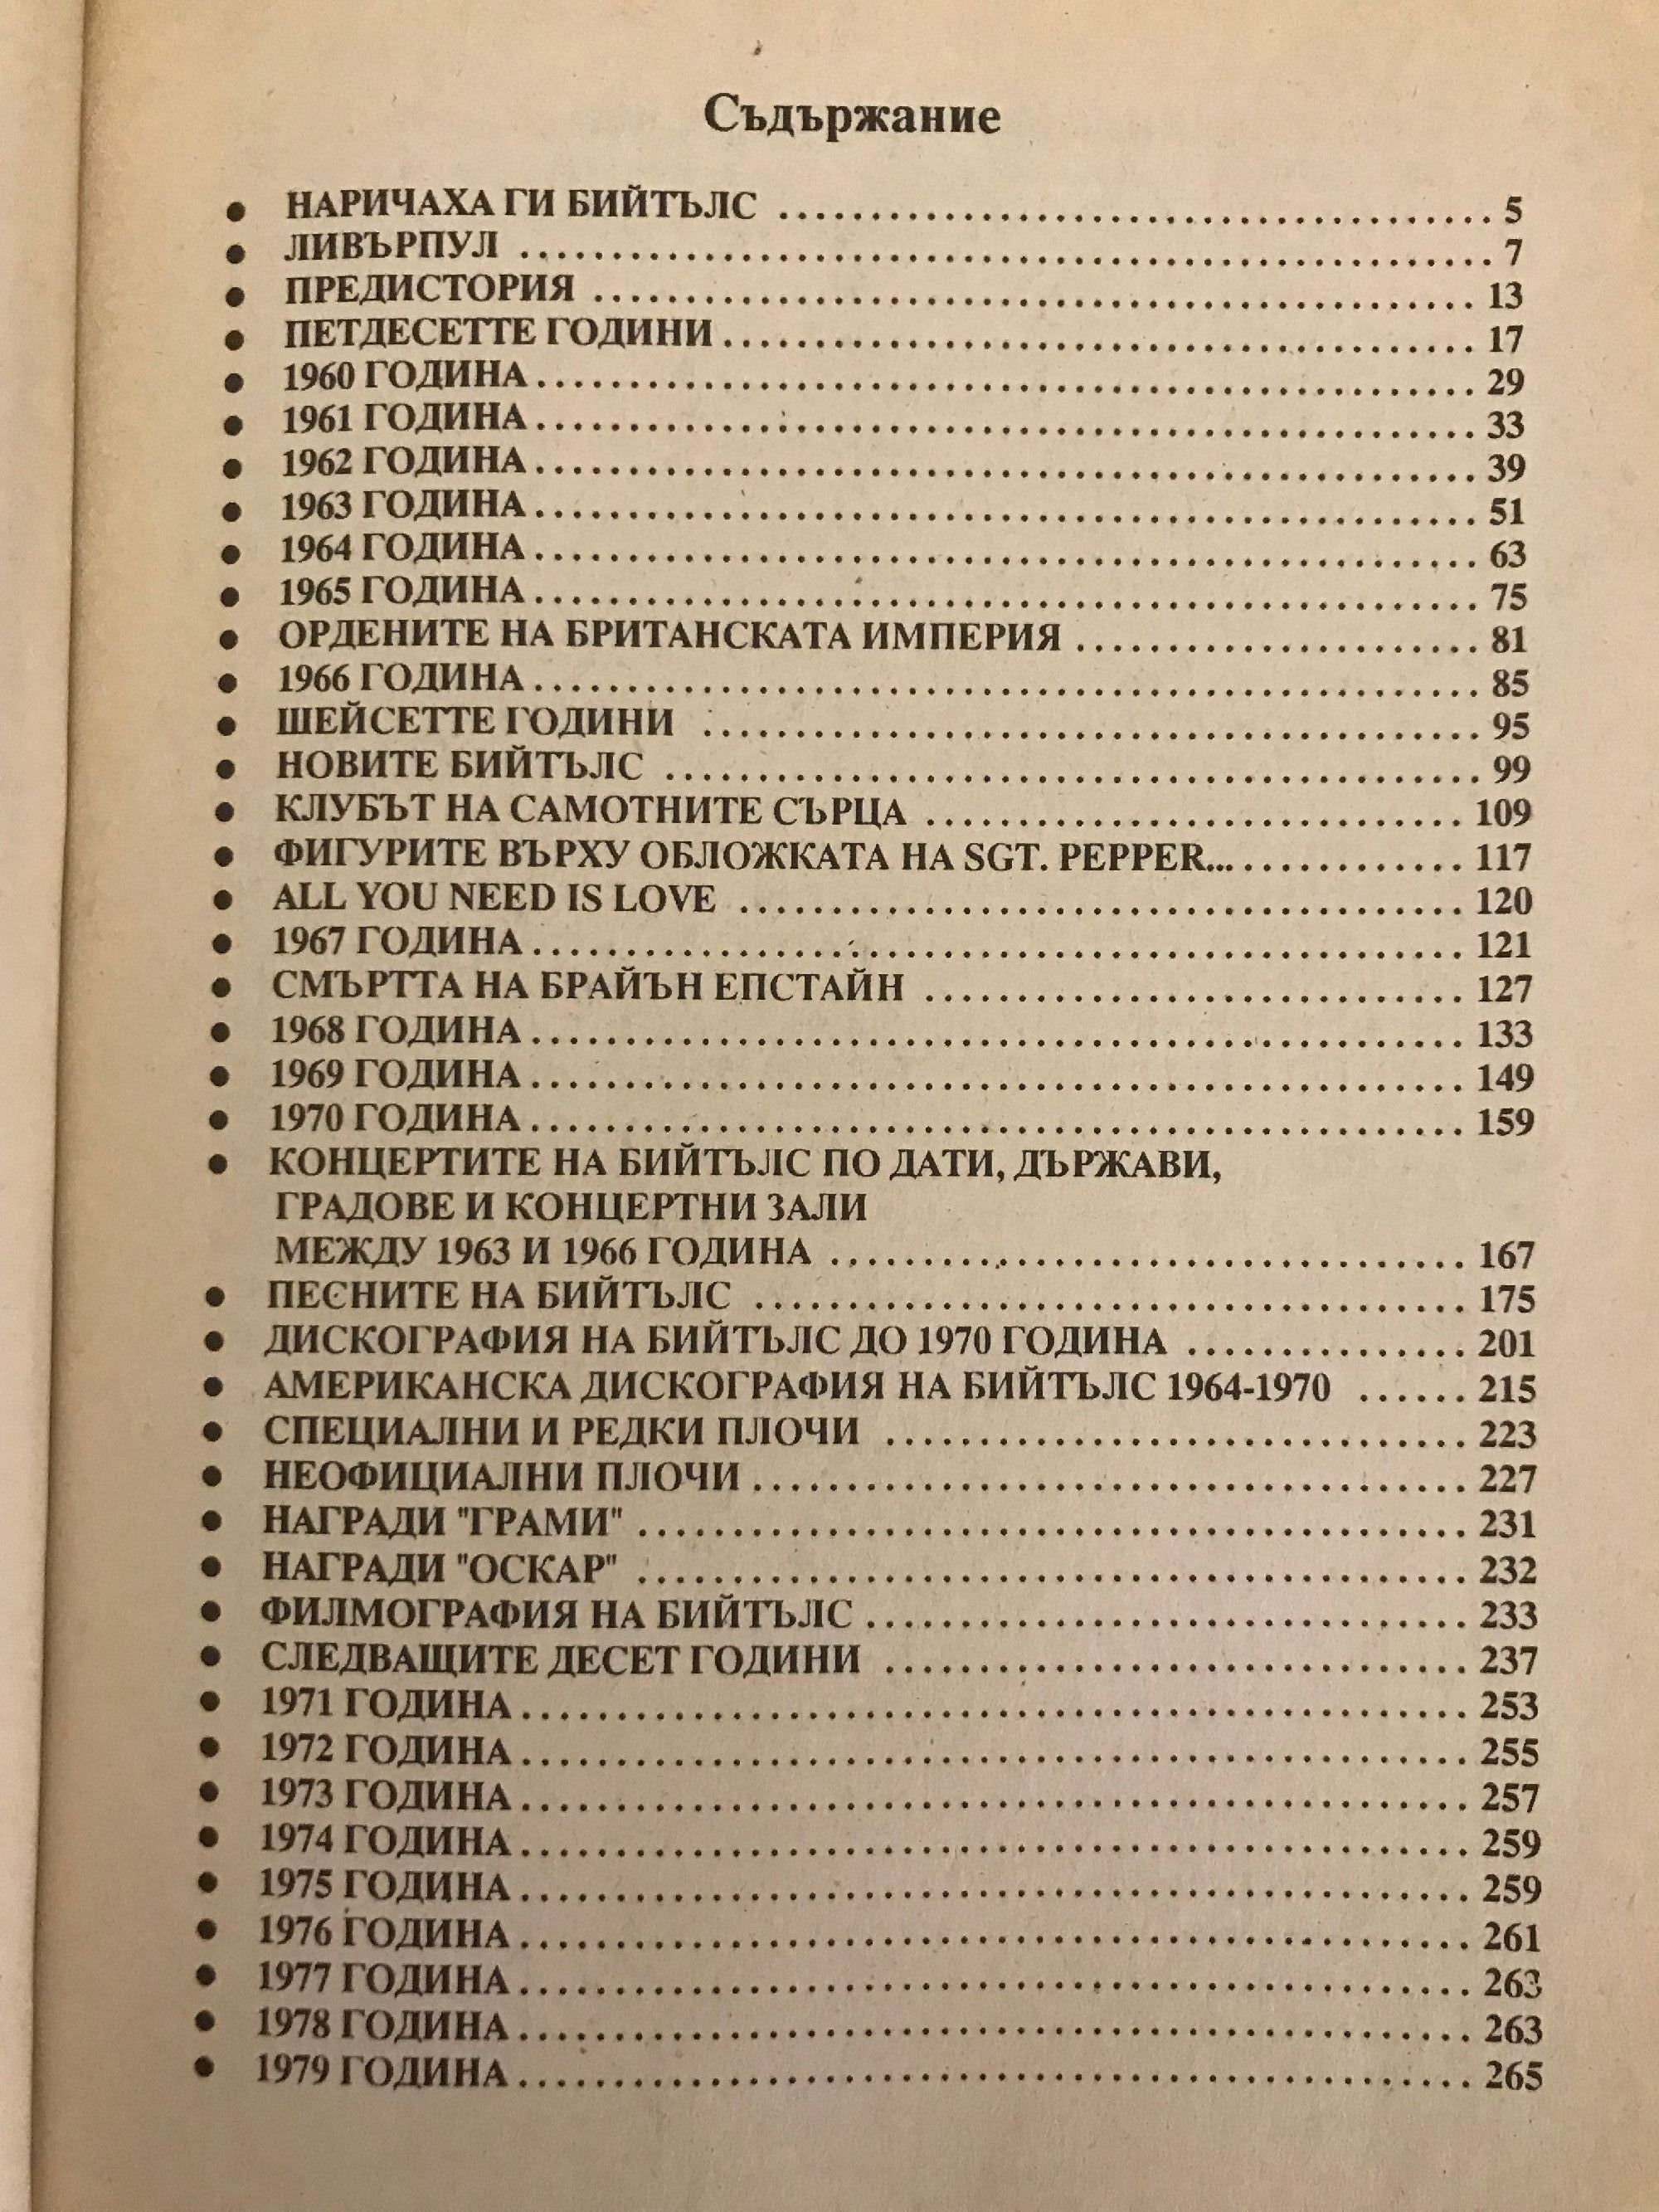 Съдържание
● НАРИЧАХА ГИ БИЙТЪЛС ........................................ 5
● ЛИВЪРПУЛ ........................................ 7
● ПРЕДИСТОРИЯ ........................................ 13
● ПЕТДЕСЕТТЕ ГОДИНИ ........................................ 17
● 1960 ГОДИНА ........................................ 29
● 1961 ГОДИНА ........................................ 33
● 1962 ГОДИНА ........................................ 39
● 1963 ГОДИНА ........................................ 51
● 1964 ГОДИНА ........................................ 63
● 1965 ГОДИНА ........................................ 75
● ОРДЕНИТЕ НА БРИТАНСКАТА ИМПЕРИЯ ...................... 81
● 1966 ГОДИНА ........................................ 85
● ШЕЙСЕТТЕ ГОДИНИ ........................................ 95
● НОВИТЕ БИЙТЪЛС ........................................ 99
● КЛУБЪТ НА САМОТНИТЕ СЪРЦА .............................. 109
● ФИГУРИТЕ ВЪРХУ ОБЛОЖКАТА НА SGT. PEPPER... ............ 117
● ALL YOU NEED IS LOVE ........................................ 120
● 1967 ГОДИНА ........................................ 121
● СМЪРТТА НА БРАЙЪН ЕПСТАЙН .............................. 127
● 1968 ГОДИНА ........................................ 133
● 1969 ГОДИНА ........................................ 149
● 1970 ГОДИНА ........................................ 159
● КОНЦЕРТИТЕ НА БИЙТЪЛС ПО ДАТИ, ДЪРЖАВИ,
ГРАДОВЕ И КОНЦЕРТНИ ЗАЛИ
МЕЖДУ 1963 И 1966 ГОДИНА .................................. 167
● ПЕСНИТЕ НА БИЙТЪЛС ........................................ 175
● ДИСКОГРАФИЯ НА БИЙТЪЛС ДО 1970 ГОДИНА ............... 201
● АМЕРИКАНСКА ДИСКОГРАФИЯ НА БИЙТЪЛС 1964-1970 ...... 215
● СПЕЦИАЛНИ И РЕДКИ ПЛОЧИ ................................ 223
● НЕОФИЦИАЛНИ ПЛОЧИ ........................................ 227
● НАГРАДИ "ГРАМИ" ........................................ 231
● НАГРАДИ "ОСКАР" ........................................ 232
● ФИЛМОГРАФИЯ НА БИЙТЪЛС ................................ 233
● СЛЕДВАЩИТЕ ДЕСЕТ ГОДИНИ ................................ 237
● 1971 ГОДИНА ........................................ 253
● 1972 ГОДИНА ........................................ 255
● 1973 ГОДИНА ........................................ 257
● 1974 ГОДИНА ........................................ 259
● 1975 ГОДИНА ........................................ 259
● 1976 ГОДИНА ........................................ 261
● 1977 ГОДИНА ........................................ 263
● 1978 ГОДИНА ........................................ 263
● 1979 ГОДИНА ........................................ 265